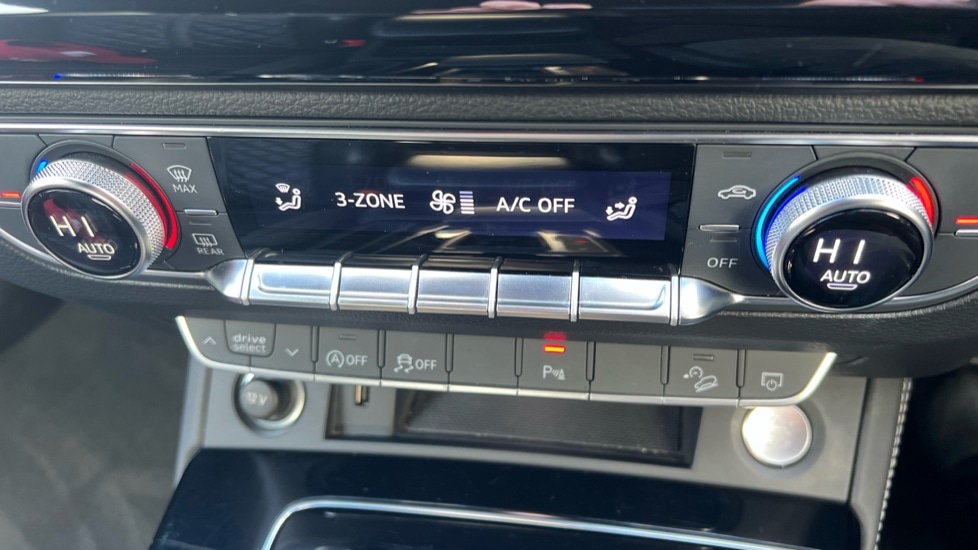 MAX
HI
AUTO
REAR
3-ZONE
A/C OFF
OFF
HI
AUTO
drive
select
A OFF
OFF
P
12V